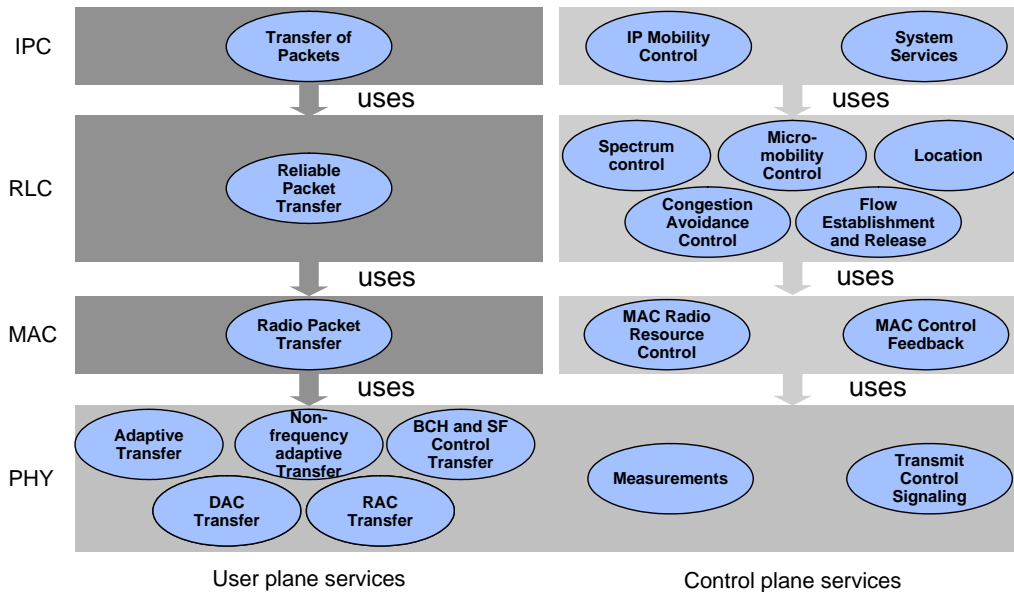 IPC
Transfer of
Packets
IP Mobility
Control
System
Services
uses
uses
RLC
Reliable
Packet
Transfer
Spectrum
control
Micro-
mobility
Control
Location
Congestion
Avoidance
Control
Flow
Establishment
and Release
uses
uses
MAC
Radio Packet
Transfer
MAC Radio
Resource
Control
MAC Control
Feedback
uses
uses
PHY
Adaptive
Transfer
Non-
frequency
adaptive
Transfer
BCH and SF
Control
Transfer
DAC
Transfer
RAC
Transfer
Measurements
Transmit
Control
Signaling
User plane services
Control plane services